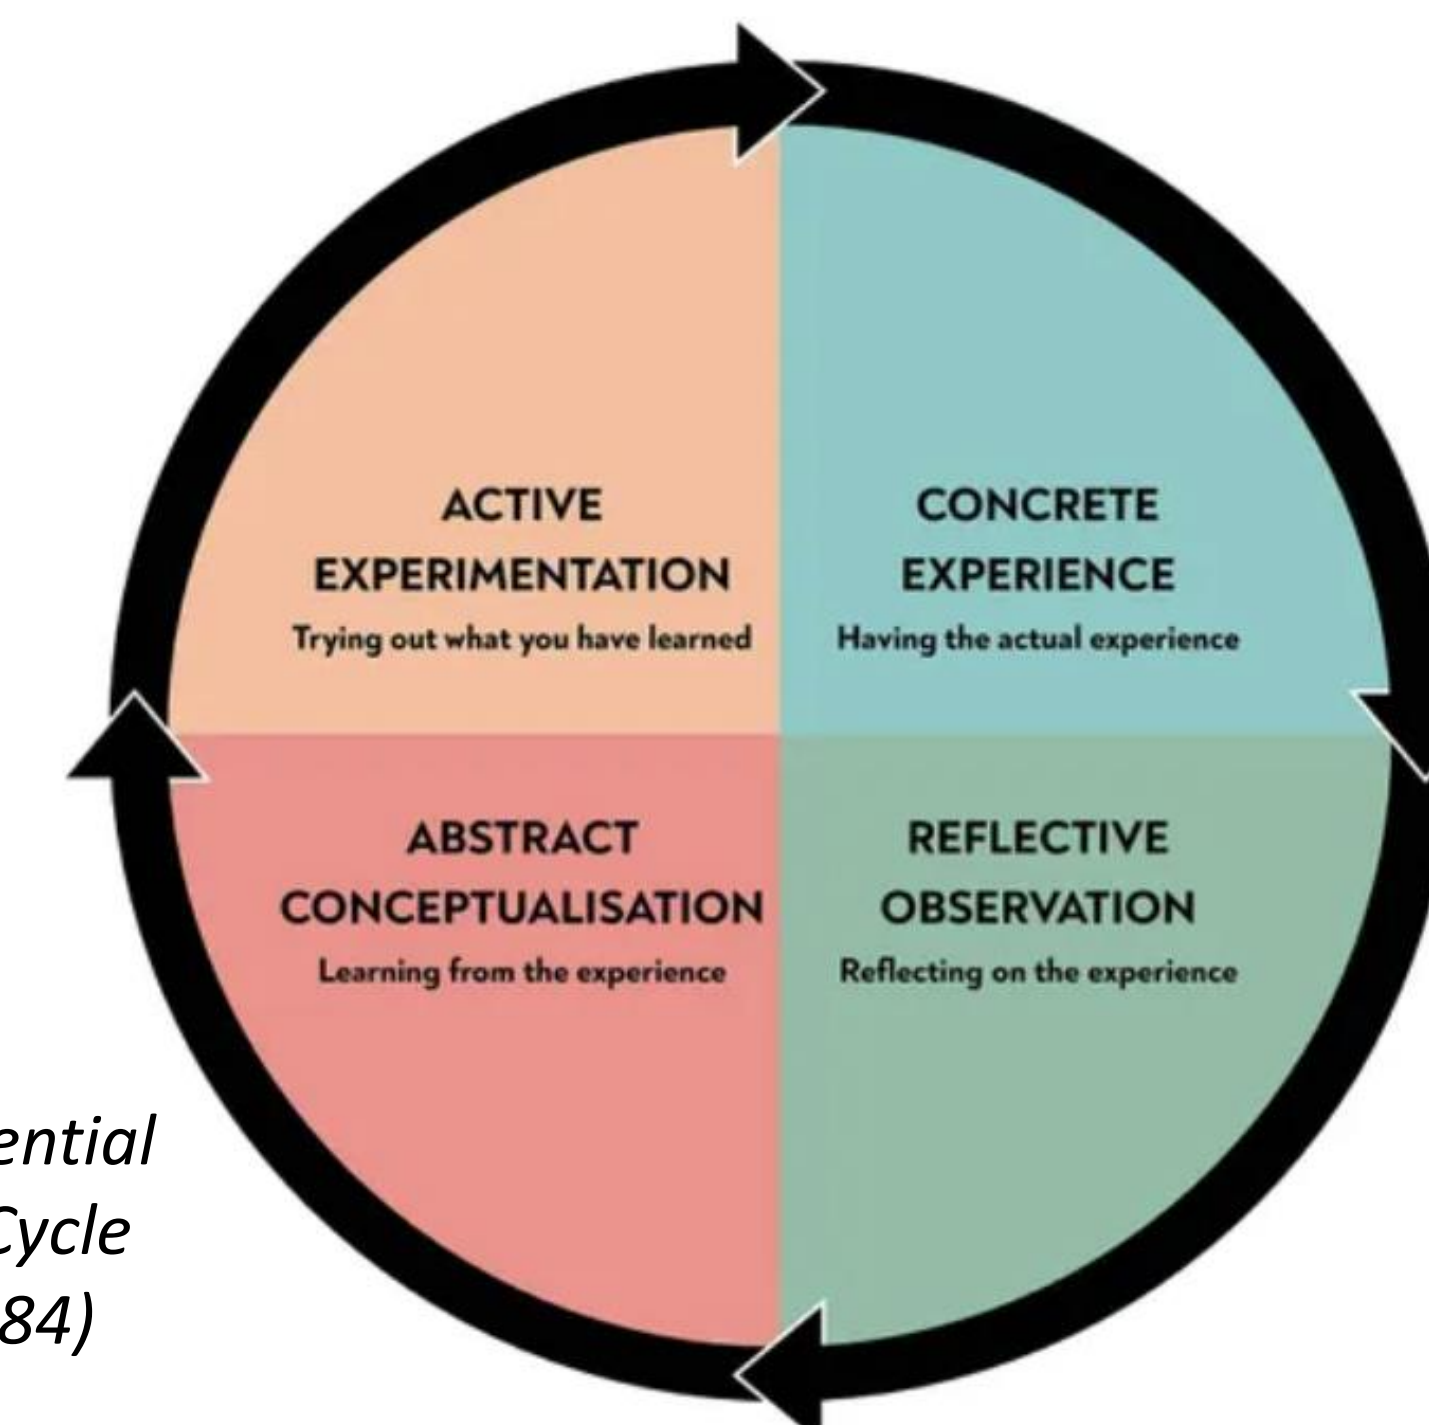 ACTIVE
EXPERIMENTATION
Trying out what you have learned
CONCRETE
EXPERIENCE
Having the actual experience
ABSTRACT
CONCEPTUALISATION
Learning from the experience
REFLECTIVE
OBSERVATION
Reflecting on the experience
ential
Cycle
84)